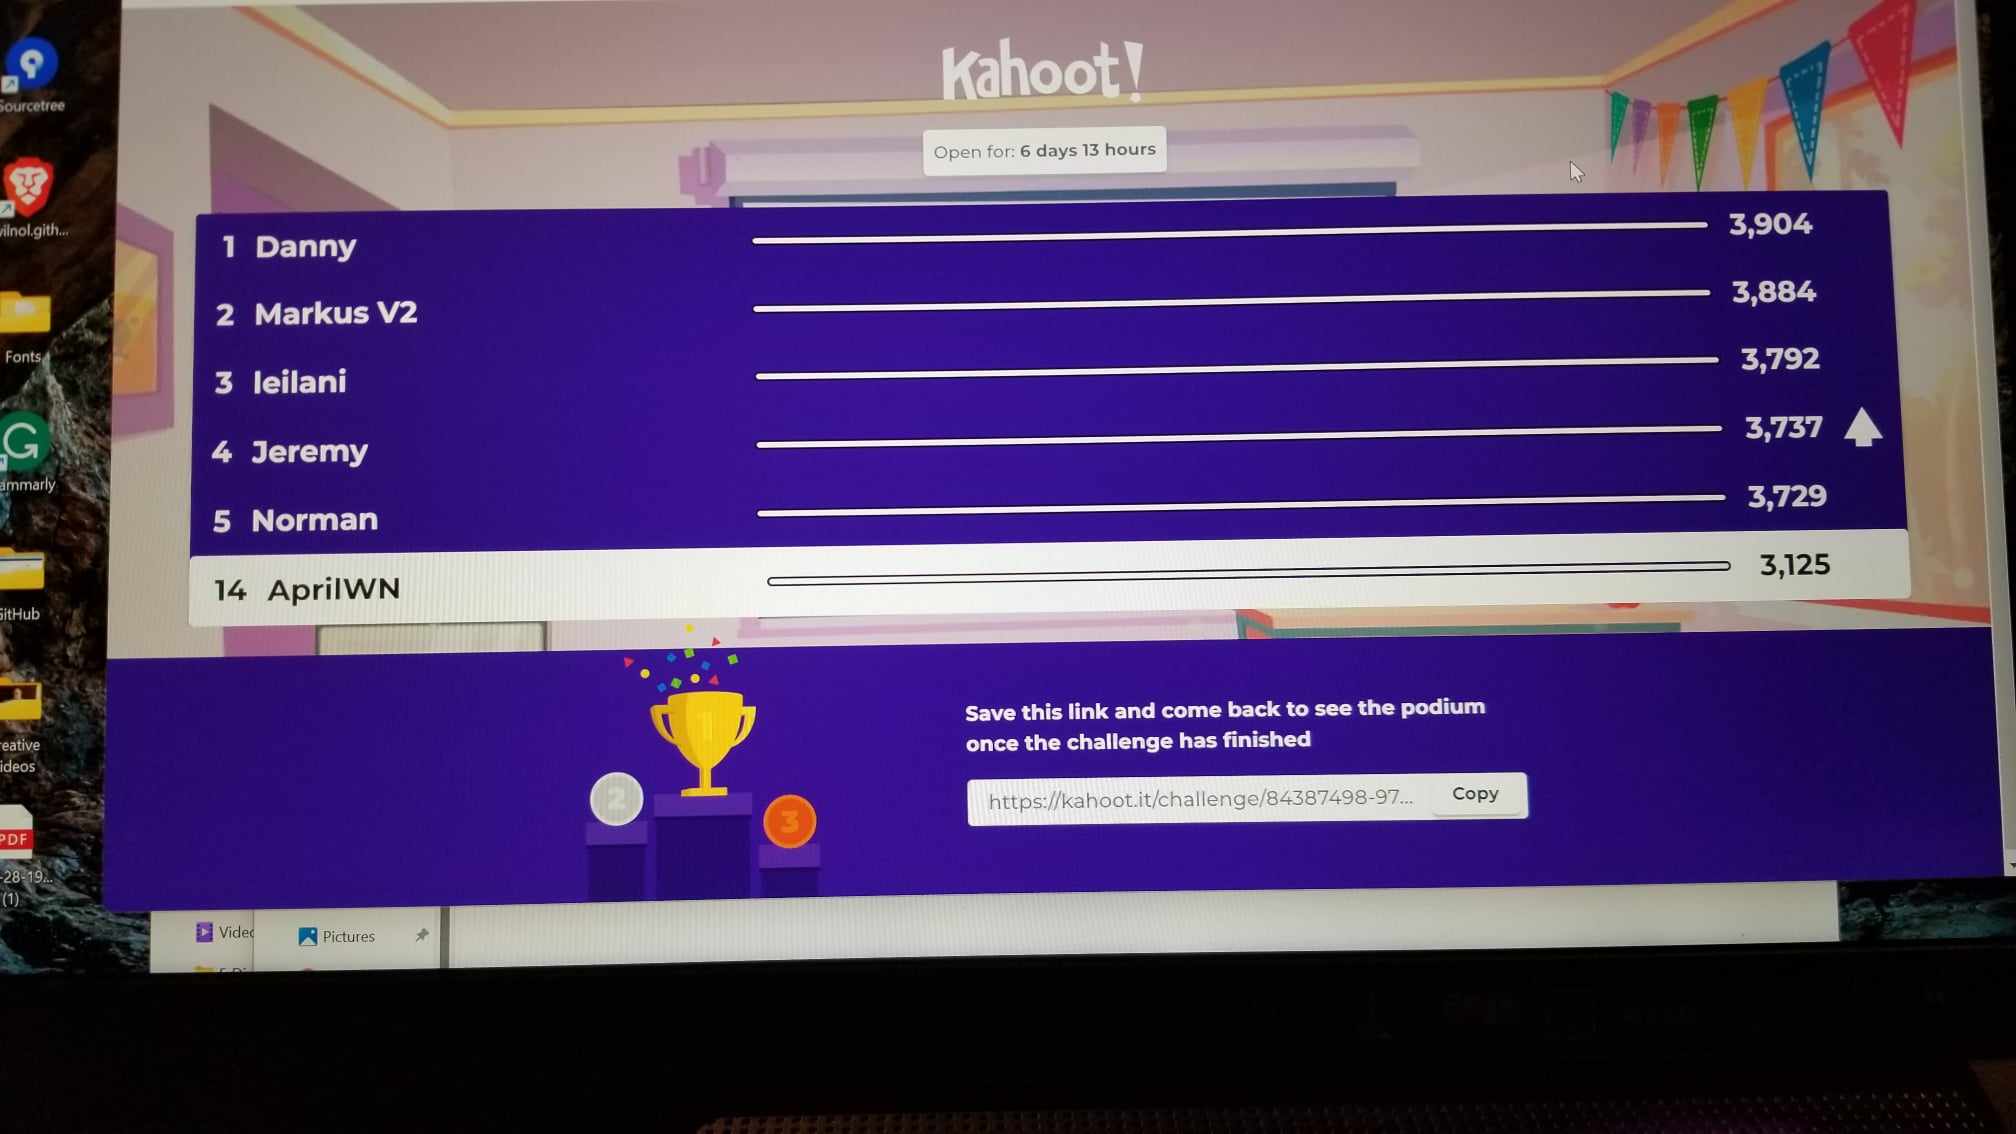 Sourcetree
vilnol.gith...
Fonts
ammarly
GitHub
reative
ideos
PDF
-28-19...
(1)
Kahoot!
Open for: 6 days 13 hours
1 Danny 3,904
2 Markus V2 3,884
3 leilani 3,792
4 Jeremy 3,737
5 Norman 3,729
14 AprilWN 3,125
1
2
3
Save this link and come back to see the podium
once the challenge has finished
https://kahoot.it/challenge/84387498-97... Copy
Videc
Pictures